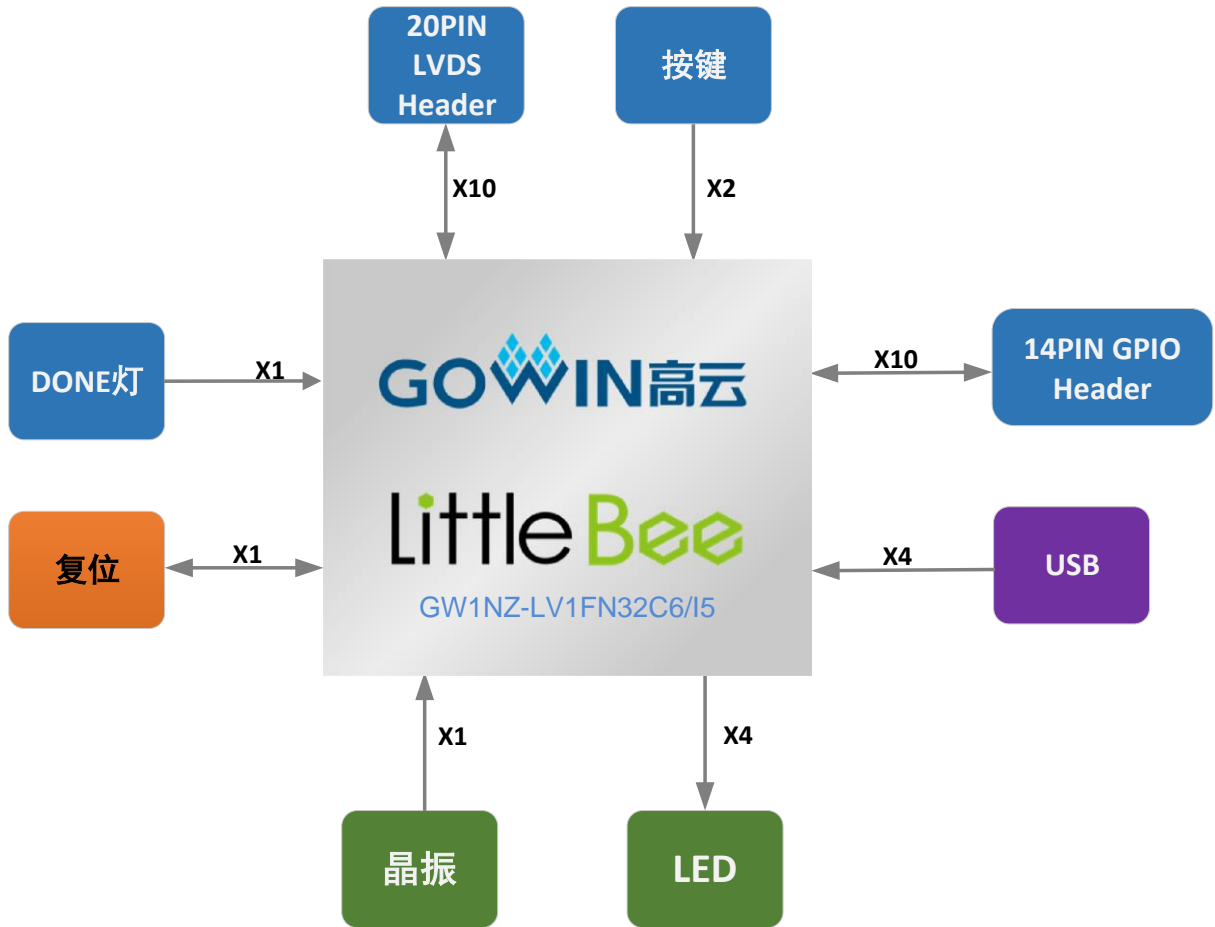 20PIN
LVDS
Header
按键
X10
X2
DONE灯
X1
GOWIN高云
X10
14PIN GPIO
Header
LittleBee
复位
X1
X4
USB
GW1NZ-LV1FN32C6/I5
X1
X4
晶振
LED